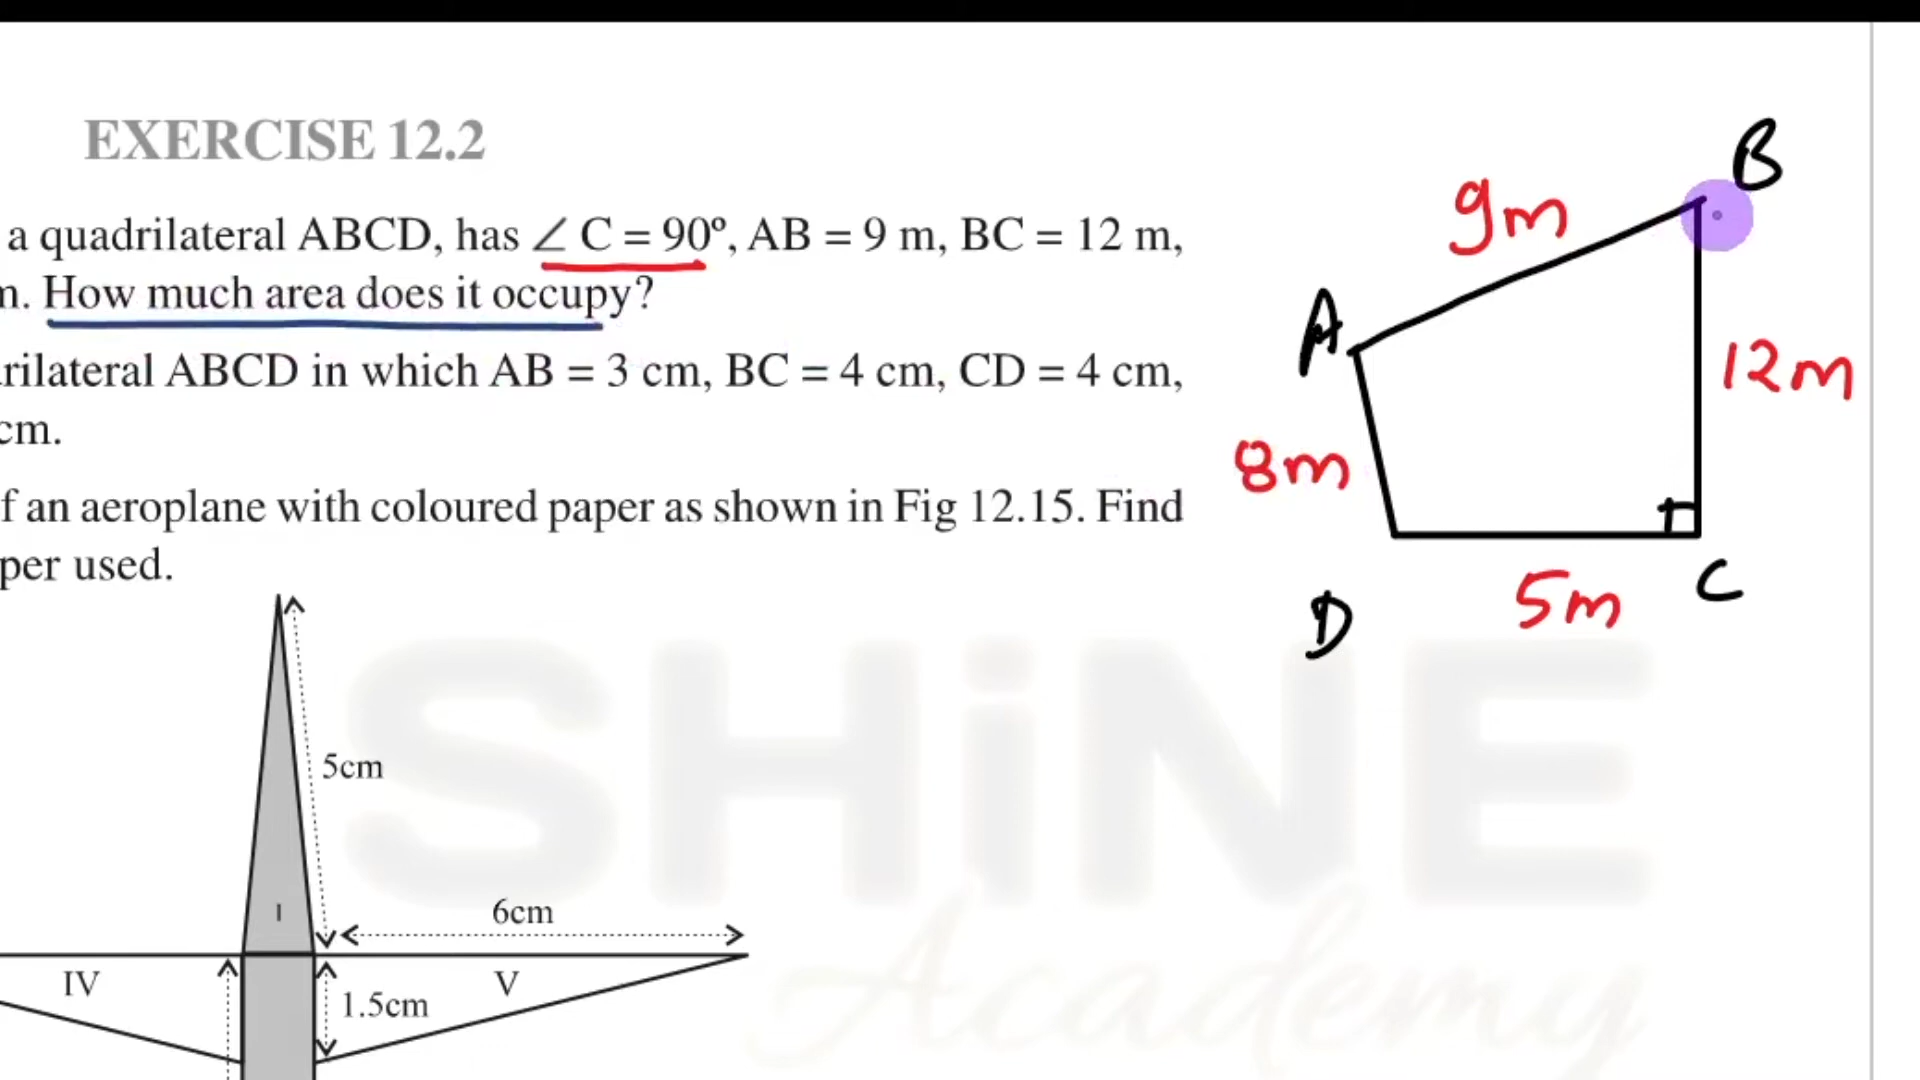 EXERCISE 12.2
a quadrilateral ABCD, has ∠ C = 90º, AB = 9 m, BC = 12 m,
How much area does it occupy?
rilateral ABCD in which AB = 3 cm, BC = 4 cm, CD = 4 cm,
cm.
f an aeroplane with coloured paper as shown in Fig 12.15. Find
per used.
B
9m
A
12m
8m
5m
C
D
5cm
I
6cm
IV
V
1.5cm
SHiNE
Academy